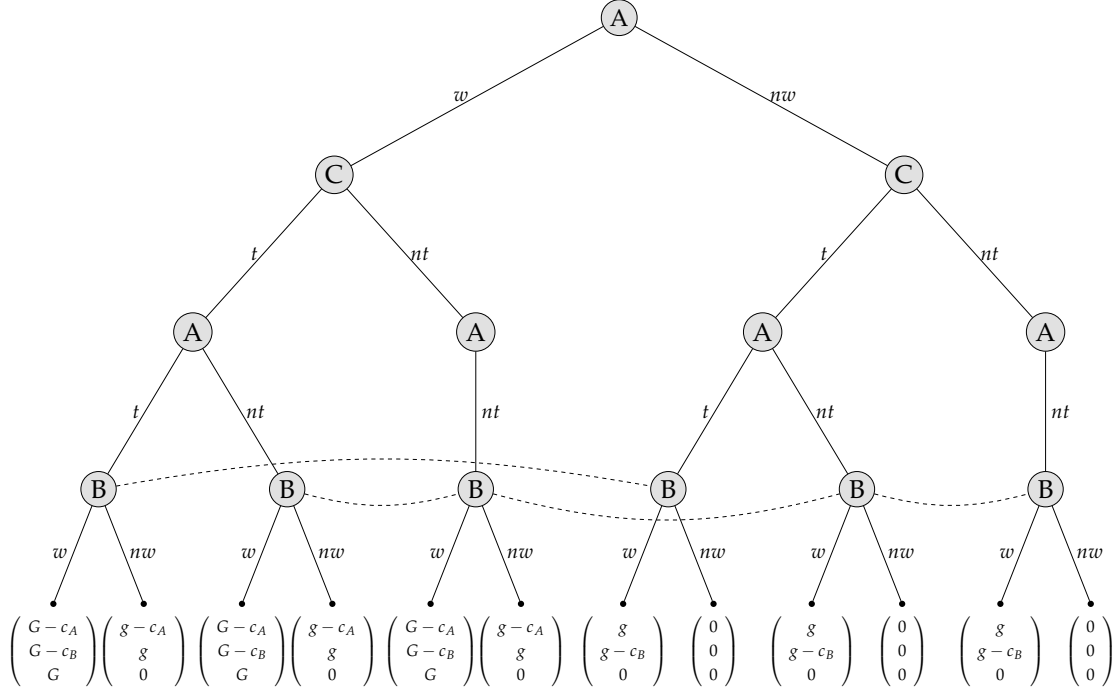 A
w nw
C C
t nt t nt
A A A A
t nt nt t nt nt
B B B B B B
w nw w nw w nw w nw w nw w nw
G − c_A g − c_A G − c_A g − c_A G − c_A g − c_A g 0 g 0 g 0
G − c_B g G − c_B g G − c_B g g − c_B 0 g − c_B 0 g − c_B 0
G 0 G 0 G 0 0 0 0 0 0 0